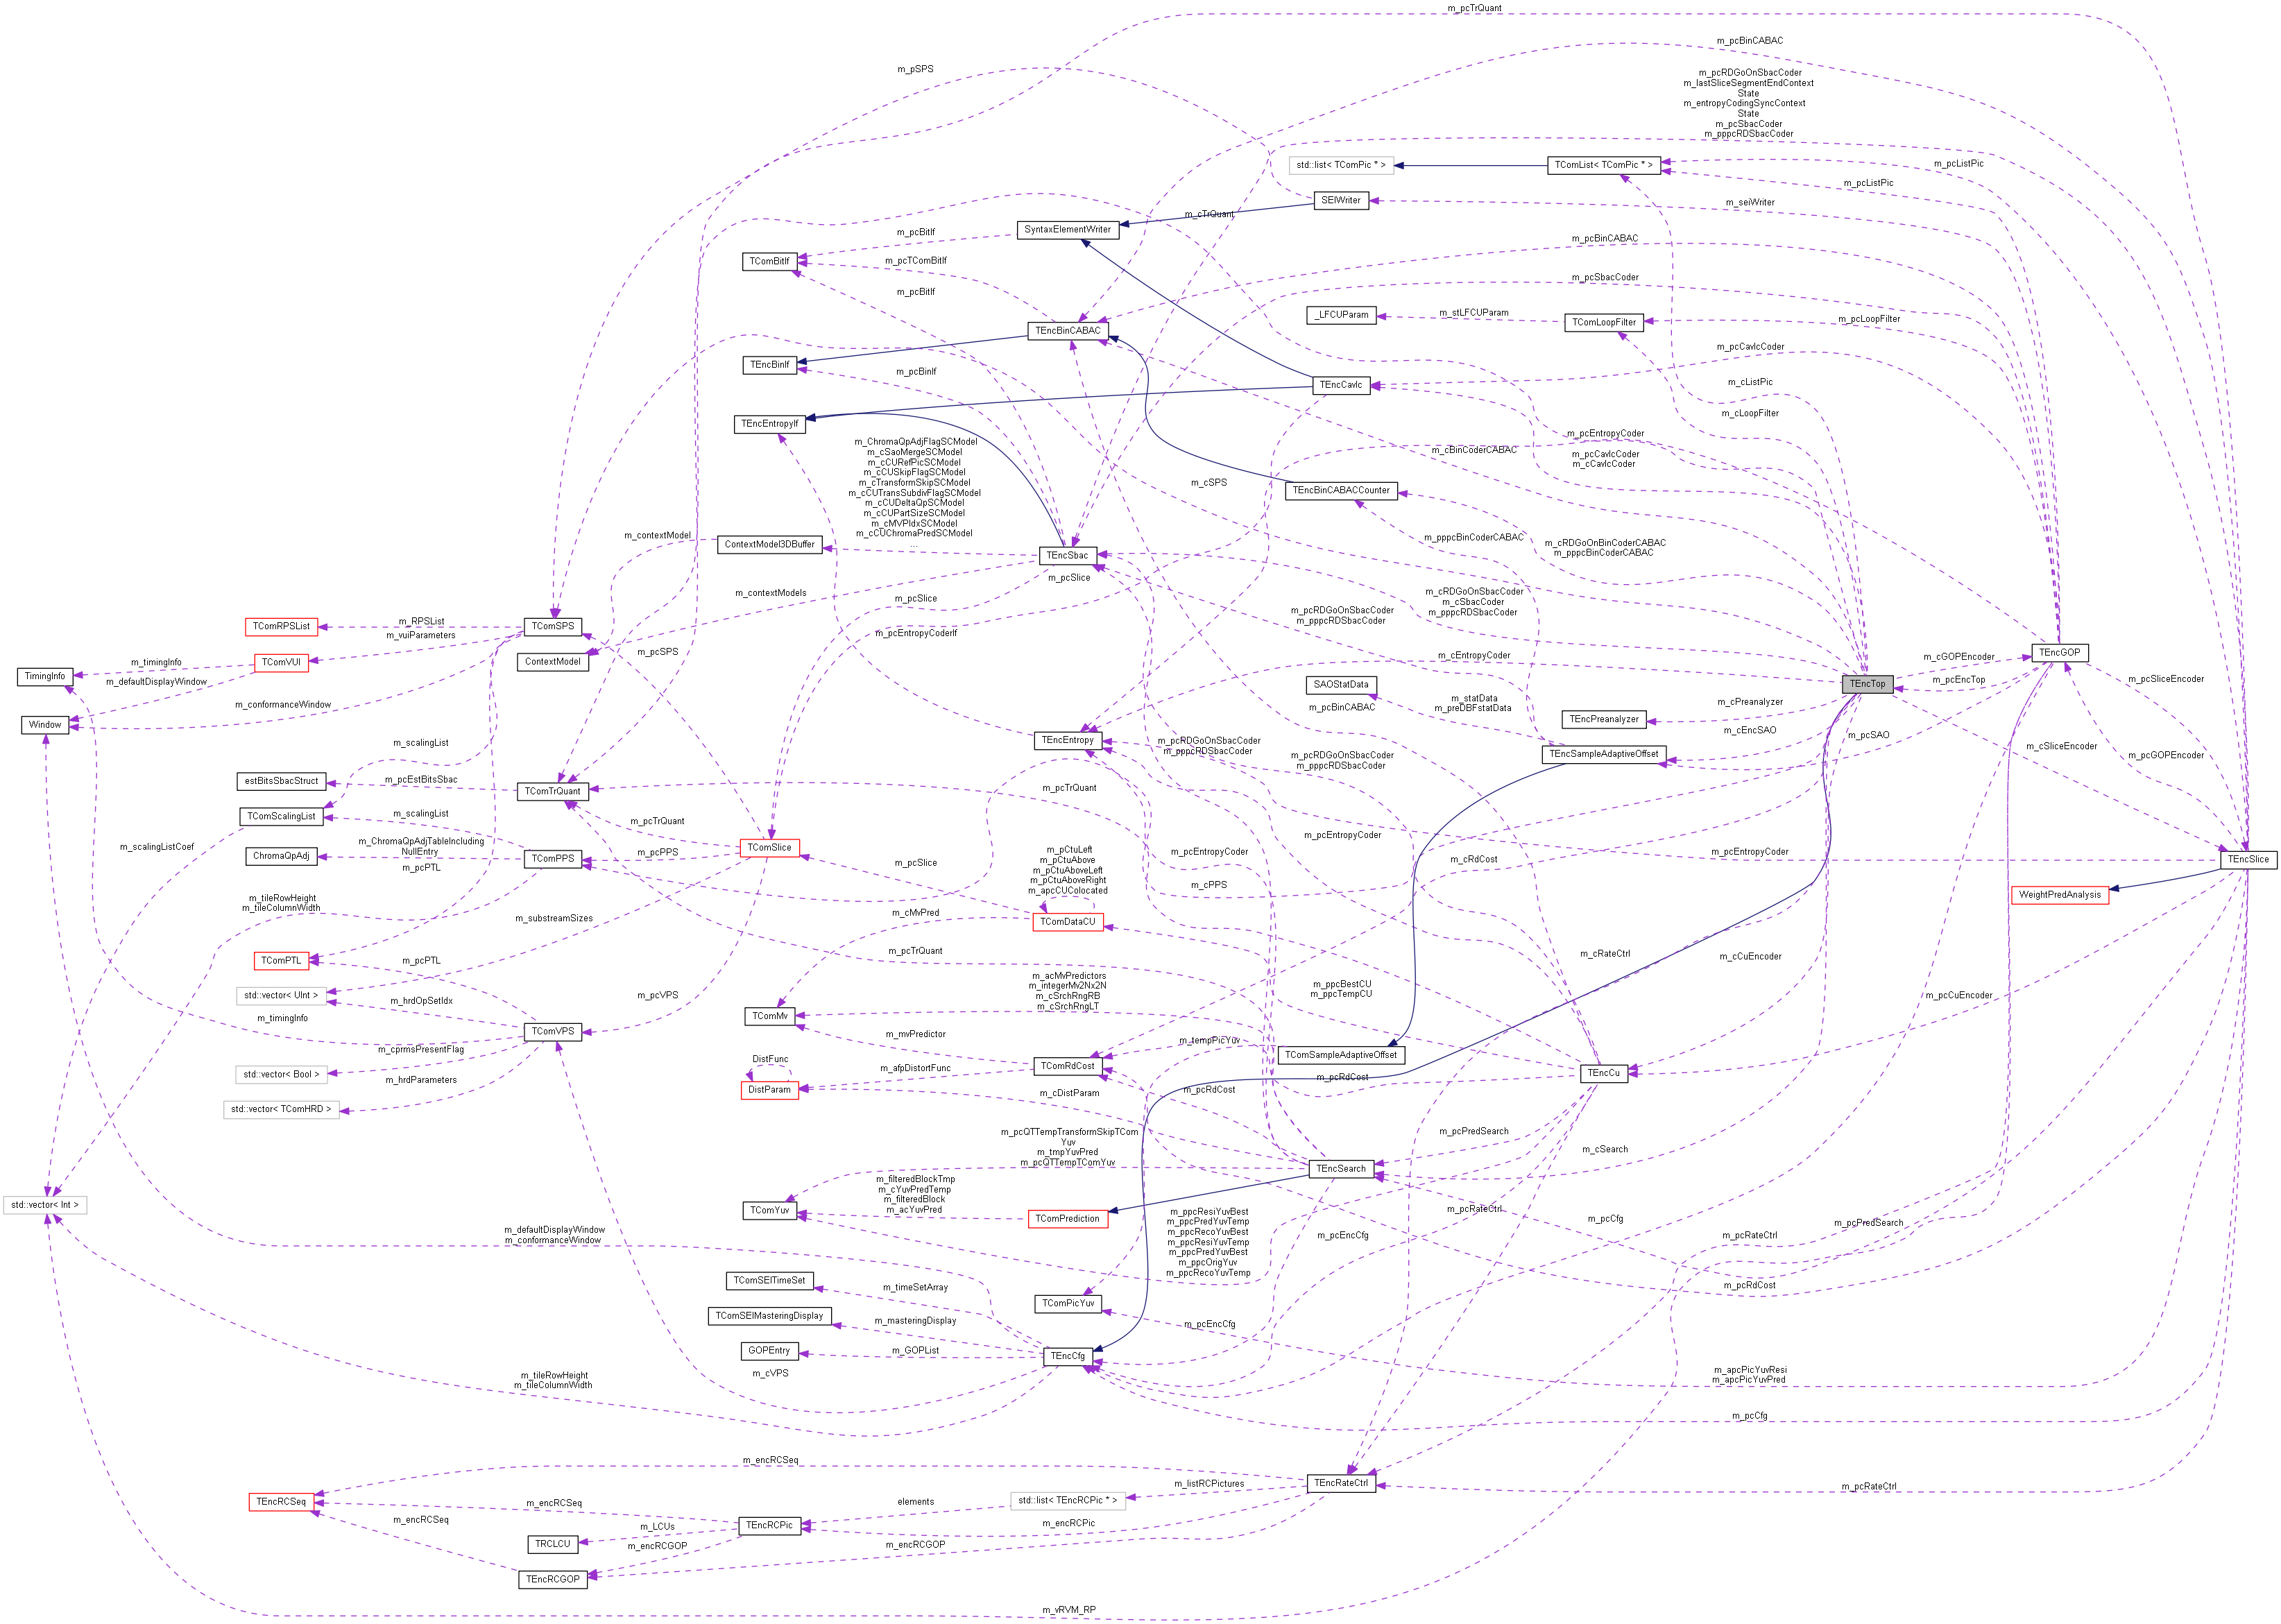 m_pcTrQuant
m_pcBinCABAC
m_pSPS
m_pcRDGoOnSbacCoder
m_lastSliceSegmentEndContext
State
m_entropyCodingSyncContext
State
m_pcSbacCoder
m_pppcRDSbacCoder
std::list< TComPic * >
TComList< TComPic * >
m_pcListPic
m_pcListPic
SEIWriter
m_seiWriter
m_cTrQuant
SyntaxElementWriter
m_pcBitIf
m_pcBinCABAC
TComBitIf
m_pcTComBitIf
m_pcSbacCoder
m_pcBitIf
_LFCUParam
m_stLFCUParam
TComLoopFilter
m_pcLoopFilter
TEncBinCABAC
m_pcCavlcCoder
TEncBinIf
m_pcBinIf
TEncCavlc
m_cListPic
m_cLoopFilter
TEncEntropyIf
m_pcEntropyCoder
m_cBinCoderCABAC
m_pcCavlcCoder
m_cCavlcCoder
m_ChromaQpAdjFlagSCModel
m_cSaoMergeSCModel
m_cCURefPicSCModel
m_cCUSkipFlagSCModel
m_cTransformSkipSCModel
m_cCUTransSubdivFlagSCModel
m_cCUDeltaQpSCModel
m_cCUPartSizeSCModel
m_cMVPIdxSCModel
m_cCUChromaPredSCModel
...
m_cSPS
TEncBinCABACCounter
m_contextModel
ContextModel3DBuffer
TEncSbac
m_pppcBinCoderCABAC
m_cRDGoOnBinCoderCABAC
m_pppcBinCoderCABAC
m_pcSlice
m_contextModels
m_pcSlice
m_pcRDGoOnSbacCoder
m_pppcRDSbacCoder
m_cRDGoOnSbacCoder
m_cSbacCoder
m_pppcRDSbacCoder
TComRPSList
m_RPSList
TComSPS
m_vuiParameters
m_pcEntropyCoderIf
m_pcSPS
ContextModel
m_timingInfo
TComVUI
TimingInfo
m_defaultDisplayWindow
m_cEntropyCoder
m_cGOPEncoder
TEncGOP
m_pcEncTop
m_pcSliceEncoder
TEncTop
SAOStatData
m_statData
m_preDBFstatData
m_cPreanalyzer
TEncPreanalyzer
m_conformanceWindow
Window
m_pcBinCABAC
m_cEncSAO
m_pcSAO
m_scalingList
TEncEntropy
m_pcRDGoOnSbacCoder
m_pppcRDSbacCoder
m_pcRDGoOnSbacCoder
m_pppcRDSbacCoder
TEncSampleAdaptiveOffset
m_cSliceEncoder
m_pcGOPEncoder
estBitsSbacStruct
m_pcEstBitsSbac
TComTrQuant
m_pcTrQuant
TComScalingList
m_scalingList
m_pcTrQuant
m_pcEntropyCoder
m_scalingListCoef
m_ChromaQpAdjTableIncluding
NullEntry
ChromaQpAdj
TComPPS
m_pcPPS
TComSlice
m_pcSlice
m_pcEntropyCoder
m_pCtuLeft
m_pCtuAbove
m_pCtuAboveLeft
m_pCtuAboveRight
m_apcCUColocated
m_cRdCost
m_pcEntropyCoder
TEncSlice
m_pcPTL
m_cPPS
m_tileRowHeight
m_tileColumnWidth
WeightPredAnalysis
m_substreamSizes
m_cMvPred
TComDataCU
TComPTL
m_pcPTL
m_pcTrQuant
m_cRateCtrl
m_cCuEncoder
std::vector< UInt >
m_hrdOpSetIdx
m_pcVPS
m_acMvPredictors
m_integerMv2Nx2N
m_cSrchRngRB
m_cSrchRngLT
m_ppcBestCU
m_ppcTempCU
m_pcCuEncoder
m_timingInfo
TComMv
TComVPS
m_mvPredictor
m_tempPicYuv
TComSampleAdaptiveOffset
m_cprmsPresentFlag
std::vector< Bool >
DistFunc
m_afpDistortFunc
TComRdCost
m_pcRdCost
TEncCu
m_hrdParameters
DistParam
m_cDistParam
m_pcRdCost
std::vector< TComHRD >
m_pcQTTempTransformSkipTCom
Yuv
m_tmpYuvPred
m_pcQTTempTComYuv
m_pcPredSearch
m_cSearch
TEncSearch
m_filteredBlockTmp
m_cYuvPredTemp
m_filteredBlock
m_acYuvPred
std::vector< Int >
TComYuv
TComPrediction
m_ppcResiYuvBest
m_ppcPredYuvTemp
m_ppcRecoYuvBest
m_ppcResiYuvTemp
m_ppcPredYuvBest
m_ppcOrigYuv
m_ppcRecoYuvTemp
m_pcRateCtrl
m_pcCfg
m_pcPredSearch
m_defaultDisplayWindow
m_conformanceWindow
m_pcEncCfg
m_pcRateCtrl
TComSEITimeSet
m_timeSetArray
m_pcRdCost
TComPicYuv
TComSEIMasteringDisplay
m_masteringDisplay
m_pcEncCfg
GOPEntry
m_GOPList
TEncCfg
m_cVPS
m_apcPicYuvResi
m_apcPicYuvPred
m_tileRowHeight
m_tileColumnWidth
m_pcCfg
m_encRCSeq
TEncRateCtrl
m_listRCPictures
m_pcRateCtrl
TEncRCSeq
m_encRCSeq
elements
std::list< TEncRCPic * >
m_encRCSeq
m_LCUs
TEncRCPic
m_encRCPic
TRCLCU
m_encRCGOP
m_encRCGOP
TEncRCGOP
m_vRVM_RP